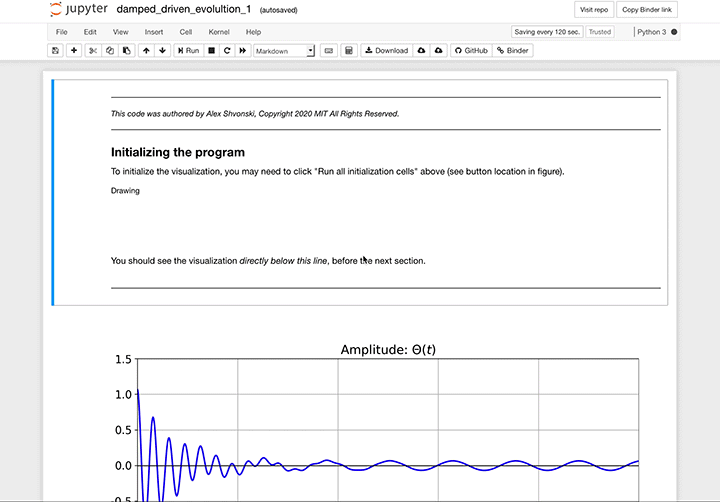 jupyter damped_driven_evolultion_1 (autosaved)
Visit repo Copy Binder link
File Edit View Insert Cell Kernel Help
Saving every 120 sec. Trusted Python 3
Run Markdown Download GitHub Binder
This code was authored by Alex Shvonski, Copyright 2020 MIT All Rights Reserved.
Initializing the program
To initialize the visualization, you may need to click "Run all initialization cells" above (see button location in figure).
Drawing
You should see the visualization directly below this line, before the next section.
Amplitude: Θ(t)
1.5
1.0
0.5
0.0
-0.5